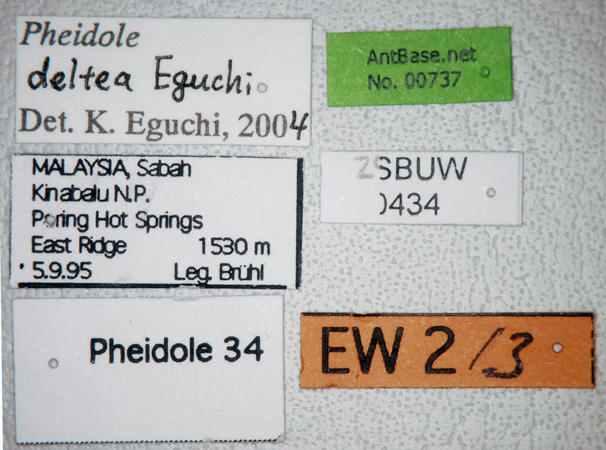 Pheidole
deltea Eguchi
Det. K. Eguchi, 2004
AntBase.net
No. 00737
MALAYSIA, Sabah
Kinabalu N.P.
Poring Hot Springs
East Ridge 1530 m
5.9.95 Leg. Brühl
ZSBUW
0434
Pheidole 34
EW 2/3